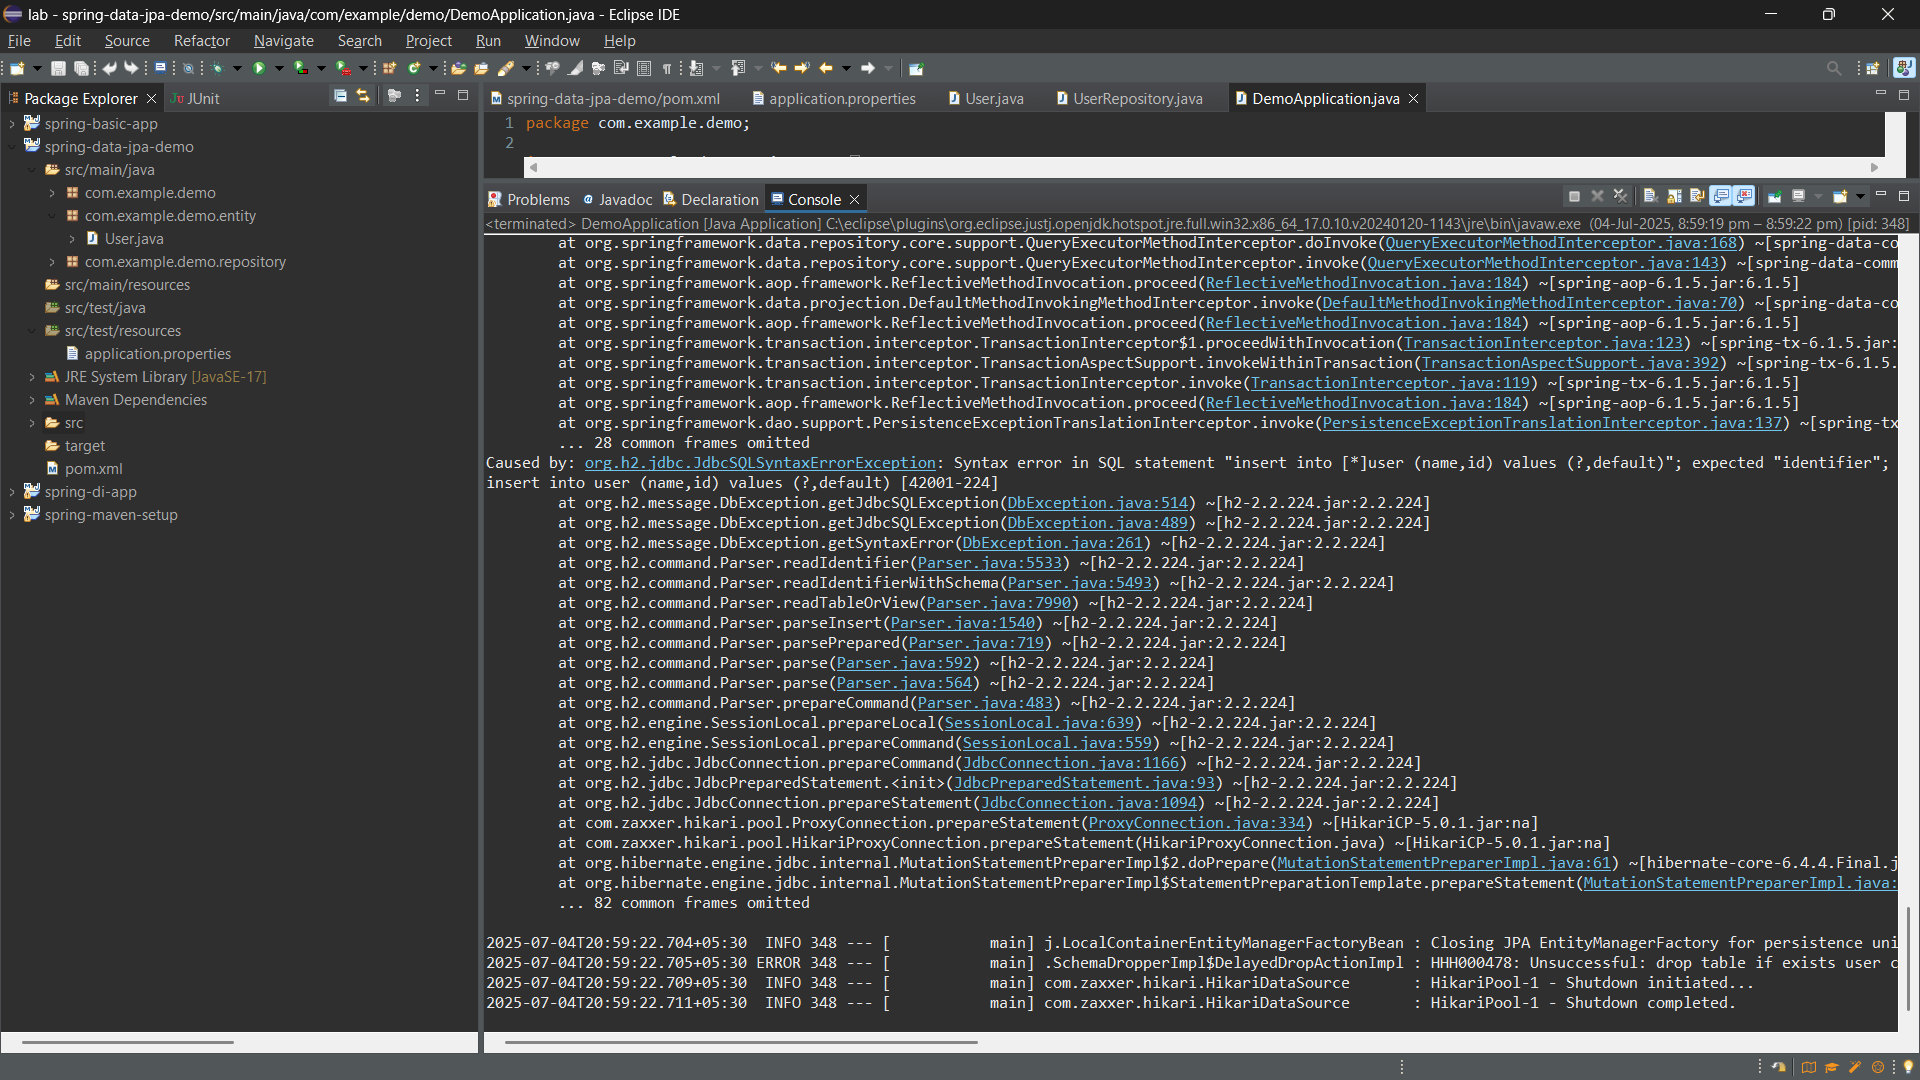 lab - spring-data-jpa-demo/src/main/java/com/example/demo/DemoApplication.java - Eclipse IDE
File Edit Source Refactor Navigate Search Project Run Window Help
Package Explorer
JUnit
spring-basic-app
spring-data-jpa-demo
src/main/java
com.example.demo
com.example.demo.entity
User.java
com.example.demo.repository
src/main/resources
src/test/java
src/test/resources
application.properties
JRE System Library [JavaSE-17]
Maven Dependencies
src
target
pom.xml
spring-di-app
spring-maven-setup
spring-data-jpa-demo/pom.xml application.properties User.java UserRepository.java DemoApplication.java
1 package com.example.demo;
2
Problems Javadoc Declaration Console
<terminated> DemoApplication [Java Application] C:\eclipse\plugins\org.eclipse.justj.openjdk.hotspot.jre.full.win32.x86_64_17.0.10.v20240120-1143\jre\bin\javaw.exe (04-Jul-2025, 8:59:19 pm – 8:59:22 pm) [pid: 348]
at org.springframework.data.repository.core.support.QueryExecutorMethodInterceptor.doInvoke(QueryExecutorMethodInterceptor.java:168) ~[spring-data-co
at org.springframework.data.repository.core.support.QueryExecutorMethodInterceptor.invoke(QueryExecutorMethodInterceptor.java:143) ~[spring-data-comm
at org.springframework.aop.framework.ReflectiveMethodInvocation.proceed(ReflectiveMethodInvocation.java:184) ~[spring-aop-6.1.5.jar:6.1.5]
at org.springframework.data.projection.DefaultMethodInvokingMethodInterceptor.invoke(DefaultMethodInvokingMethodInterceptor.java:70) ~[spring-data-co
at org.springframework.aop.framework.ReflectiveMethodInvocation.proceed(ReflectiveMethodInvocation.java:184) ~[spring-aop-6.1.5.jar:6.1.5]
at org.springframework.transaction.interceptor.TransactionInterceptor$1.proceedWithInvocation(TransactionInterceptor.java:123) ~[spring-tx-6.1.5.jar:
at org.springframework.transaction.interceptor.TransactionAspectSupport.invokeWithinTransaction(TransactionAspectSupport.java:392) ~[spring-tx-6.1.5.
at org.springframework.transaction.interceptor.TransactionInterceptor.invoke(TransactionInterceptor.java:119) ~[spring-tx-6.1.5.jar:6.1.5]
at org.springframework.aop.framework.ReflectiveMethodInvocation.proceed(ReflectiveMethodInvocation.java:184) ~[spring-aop-6.1.5.jar:6.1.5]
at org.springframework.dao.support.PersistenceExceptionTranslationInterceptor.invoke(PersistenceExceptionTranslationInterceptor.java:137) ~[spring-tx
... 28 common frames omitted
Caused by: org.h2.jdbc.JdbcSQLSyntaxErrorException: Syntax error in SQL statement "insert into [*]user (name,id) values (?,default)"; expected "identifier";
insert into user (name,id) values (?,default) [42001-224]
at org.h2.message.DbException.getJdbcSQLException(DbException.java:514) ~[h2-2.2.224.jar:2.2.224]
at org.h2.message.DbException.getJdbcSQLException(DbException.java:489) ~[h2-2.2.224.jar:2.2.224]
at org.h2.message.DbException.getSyntaxError(DbException.java:261) ~[h2-2.2.224.jar:2.2.224]
at org.h2.command.Parser.readIdentifier(Parser.java:5533) ~[h2-2.2.224.jar:2.2.224]
at org.h2.command.Parser.readIdentifierWithSchema(Parser.java:5493) ~[h2-2.2.224.jar:2.2.224]
at org.h2.command.Parser.readTableOrView(Parser.java:7990) ~[h2-2.2.224.jar:2.2.224]
at org.h2.command.Parser.parseInsert(Parser.java:1540) ~[h2-2.2.224.jar:2.2.224]
at org.h2.command.Parser.parsePrepared(Parser.java:719) ~[h2-2.2.224.jar:2.2.224]
at org.h2.command.Parser.parse(Parser.java:592) ~[h2-2.2.224.jar:2.2.224]
at org.h2.command.Parser.parse(Parser.java:564) ~[h2-2.2.224.jar:2.2.224]
at org.h2.command.Parser.prepareCommand(Parser.java:483) ~[h2-2.2.224.jar:2.2.224]
at org.h2.engine.SessionLocal.prepareLocal(SessionLocal.java:639) ~[h2-2.2.224.jar:2.2.224]
at org.h2.engine.SessionLocal.prepareCommand(SessionLocal.java:559) ~[h2-2.2.224.jar:2.2.224]
at org.h2.jdbc.JdbcConnection.prepareCommand(JdbcConnection.java:1166) ~[h2-2.2.224.jar:2.2.224]
at org.h2.jdbc.JdbcPreparedStatement.<init>(JdbcPreparedStatement.java:93) ~[h2-2.2.224.jar:2.2.224]
at org.h2.jdbc.JdbcConnection.prepareStatement(JdbcConnection.java:1094) ~[h2-2.2.224.jar:2.2.224]
at com.zaxxer.hikari.pool.ProxyConnection.prepareStatement(ProxyConnection.java:334) ~[HikariCP-5.0.1.jar:na]
at com.zaxxer.hikari.pool.HikariProxyConnection.prepareStatement(HikariProxyConnection.java) ~[HikariCP-5.0.1.jar:na]
at org.hibernate.engine.jdbc.internal.MutationStatementPreparerImpl$2.doPrepare(MutationStatementPreparerImpl.java:61) ~[hibernate-core-6.4.4.Final.j
at org.hibernate.engine.jdbc.internal.MutationStatementPreparerImpl$StatementPreparationTemplate.prepareStatement(MutationStatementPreparerImpl.java:
... 82 common frames omitted
2025-07-04T20:59:22.704+05:30 INFO 348 --- [ main] j.LocalContainerEntityManagerFactoryBean : Closing JPA EntityManagerFactory for persistence uni
2025-07-04T20:59:22.705+05:30 ERROR 348 --- [ main] .SchemaDropperImpl$DelayedDropActionImpl : HHH000478: Unsuccessful: drop table if exists user c
2025-07-04T20:59:22.709+05:30 INFO 348 --- [ main] com.zaxxer.hikari.HikariDataSource : HikariPool-1 - Shutdown initiated...
2025-07-04T20:59:22.711+05:30 INFO 348 --- [ main] com.zaxxer.hikari.HikariDataSource : HikariPool-1 - Shutdown completed.